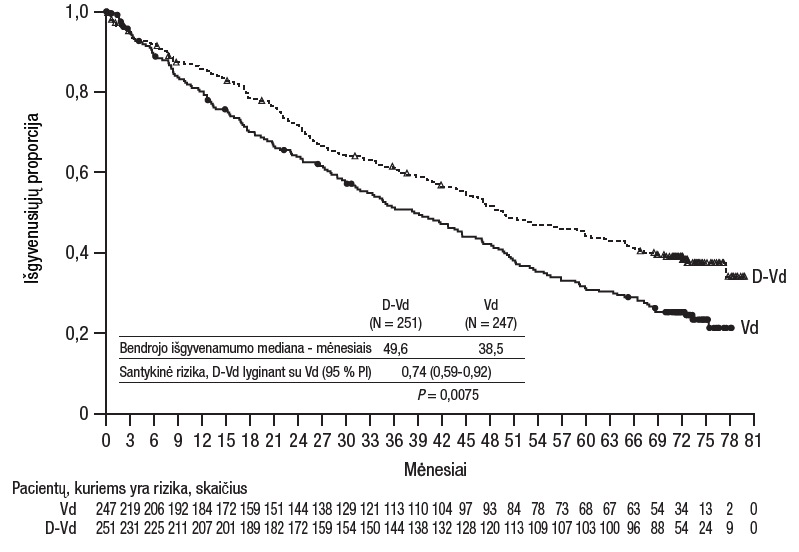 1,0
0,8
0,6
0,4
0,2
0
Išgyvenusiųjų proporcija
D-Vd
Vd
D-Vd Vd
(N = 251) (N = 247)
Bendrojo išgyvenamumo mediana - mėnesiais 49,6 38,5
Santykinė rizika, D-Vd lyginant su Vd (95 % PI) 0,74 (0,59-0,92)
P = 0,0075
0 3 6 9 12 15 18 21 24 27 30 33 36 39 42 45 48 51 54 57 60 63 66 69 72 75 78 81
Mėnesiai
Pacientų, kuriems yra rizika, skaičius
Vd 247 219 206 192 184 172 159 151 144 138 129 121 113 110 104 97 93 84 78 73 68 67 63 54 34 13 2 0
D-Vd 251 231 225 211 207 201 189 182 172 159 154 150 144 138 132 128 120 113 109 107 103 100 96 88 54 24 9 0